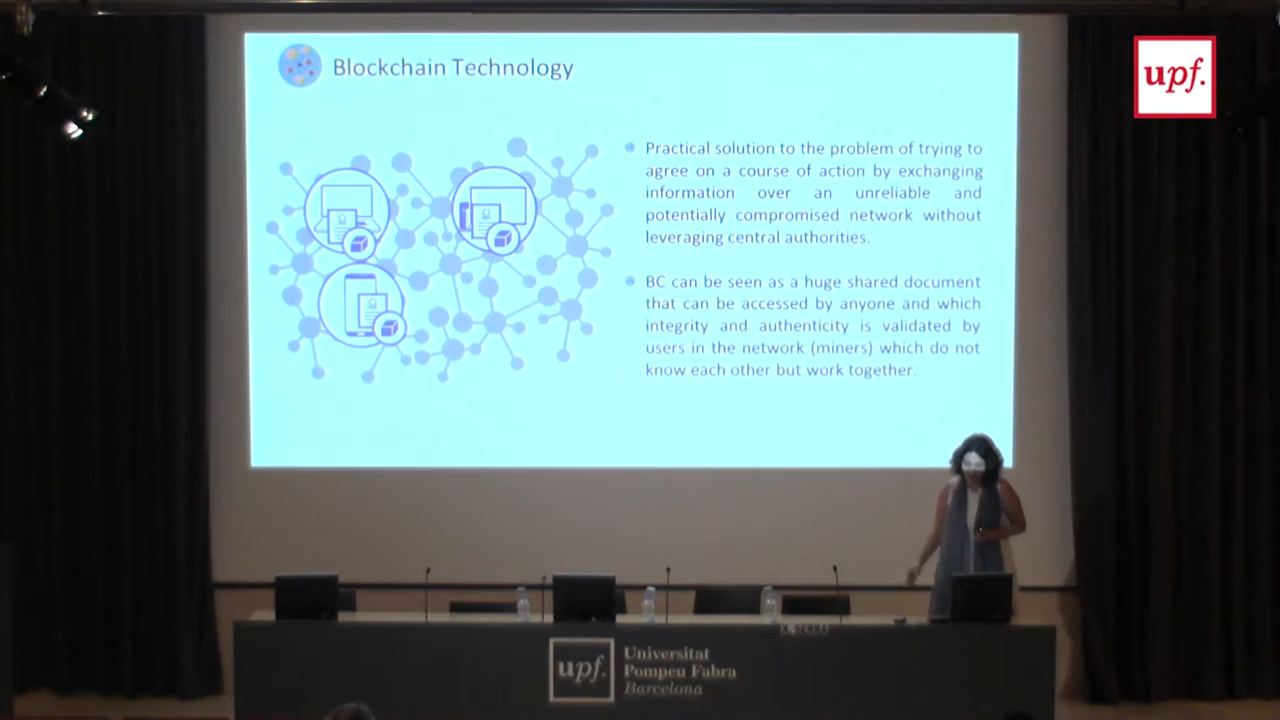 Blockchain Technology
upf.
Practical solution to the problem of trying to
agree on a course of action by exchanging
information over an unreliable and
potentially compromised network without
leveraging central authorities.
BC can be seen as a huge shared document
that can be accessed by anyone and which
integrity and authenticity is validated by
users in the network (miners) which do not
know each other but work together.
X. SERRA
upf.
Universitat
Pompeu Fabra
Barcelona